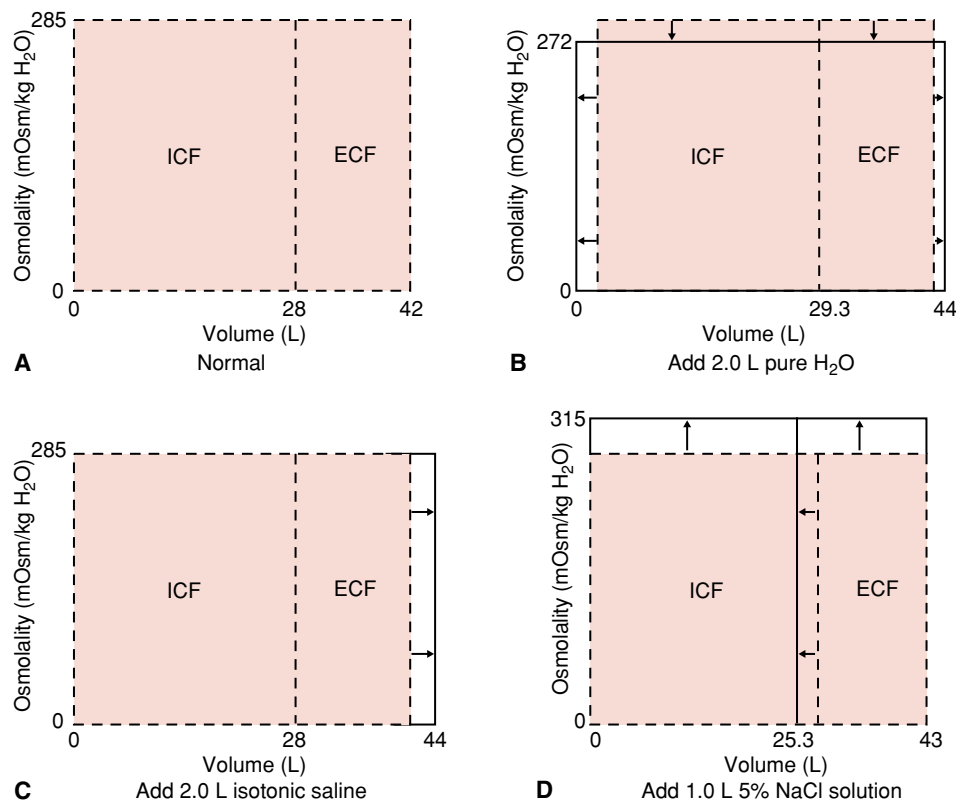 285
Osmolality (mOsm/kg H₂O)
ICF
ECF
0
0
28
42
Volume (L)
A
Normal
272
Osmolality (mOsm/kg H₂O)
ICF
ECF
0
0
29.3
44
Volume (L)
B
Add 2.0 L pure H₂O
285
Osmolality (mOsm/kg H₂O)
ICF
ECF
0
0
28
44
Volume (L)
C
Add 2.0 L isotonic saline
315
Osmolality (mOsm/kg H₂O)
ICF
ECF
0
0
25.3
43
Volume (L)
D
Add 1.0 L 5% NaCl solution